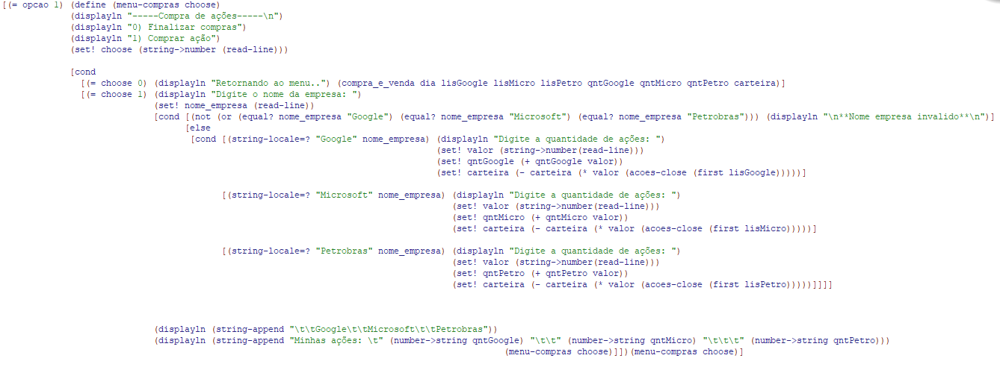 [(= opcao 1) (define (menu-compras choose)
(displayln "-----Compra de ações-----\n")
(displayln "0) Finalizar compras")
(displayln "1) Comprar ação")
(set! choose (string->number (read-line)))
[cond
[(= choose 0) (displayln "Retornando ao menu..") (compra_e_venda dia lisGoogle lisMicro lisPetro qntGoogle qntMicro qntPetro carteira)]
[(= choose 1) (displayln "Digite o nome da empresa: ")
(set! nome_empresa (read-line))
[cond [(not (or (equal? nome_empresa "Google") (equal? nome_empresa "Microsoft") (equal? nome_empresa "Petrobras"))) (displayln "\n**Nome empresa invalido**\n")]
[else
[cond [(string-locale=? "Google" nome_empresa) (displayln "Digite a quantidade de ações: ")
(set! valor (string->number(read-line)))
(set! qntGoogle (+ qntGoogle valor))
(set! carteira (- carteira (* valor (acoes-close (first lisGoogle)))))]
[(string-locale=? "Microsoft" nome_empresa) (displayln "Digite a quantidade de ações: ")
(set! valor (string->number(read-line)))
(set! qntMicro (+ qntMicro valor))
(set! carteira (- carteira (* valor (acoes-close (first lisMicro)))))]
[(string-locale=? "Petrobras" nome_empresa) (displayln "Digite a quantidade de ações: ")
(set! valor (string->number(read-line)))
(set! qntPetro (+ qntPetro valor))
(set! carteira (- carteira (* valor (acoes-close (first lisPetro)))))]]]]
(displayln (string-append "\t\tGoogle\t\tMicrosoft\t\tPetrobras"))
(displayln (string-append "Minhas ações: \t" (number->string qntGoogle) "\t\t" (number->string qntMicro) "\t\t\t" (number->string qntPetro)))
(menu-compras choose)]])(menu-compras choose)]